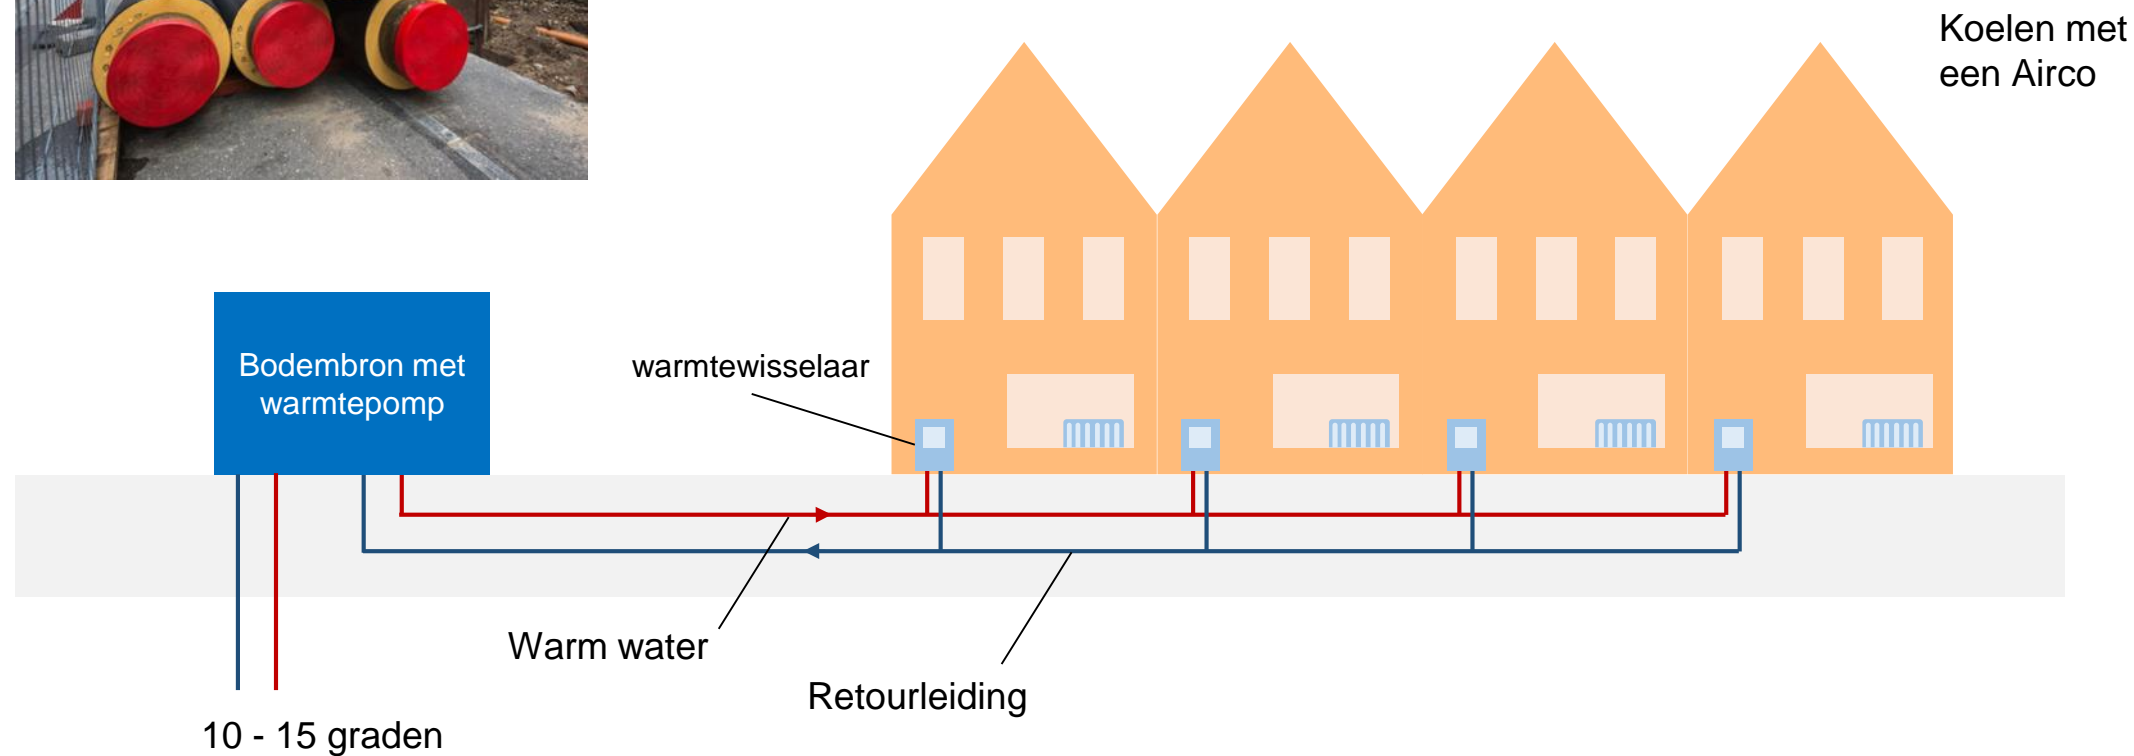 Koelen met
een Airco
Bodembron met
warmtepomp
warmtewisselaar
Warm water
Retourleiding
10 - 15 graden